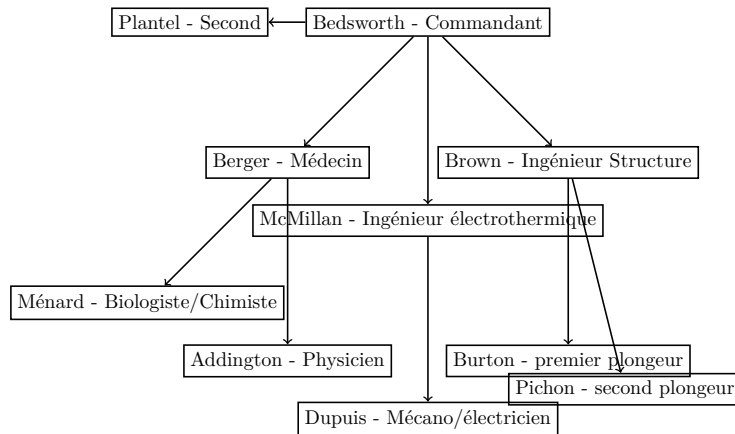 Plantel - Second
Bedsworth - Commandant
Berger - Médecin
Brown - Ingénieur Structure
McMillan - Ingénieur électrothermique
Ménard - Biologiste/Chimiste
Addington - Physicien
Burton - premier plongeur
Pichon - second plongeur
Dupuis - Mécano/électricien